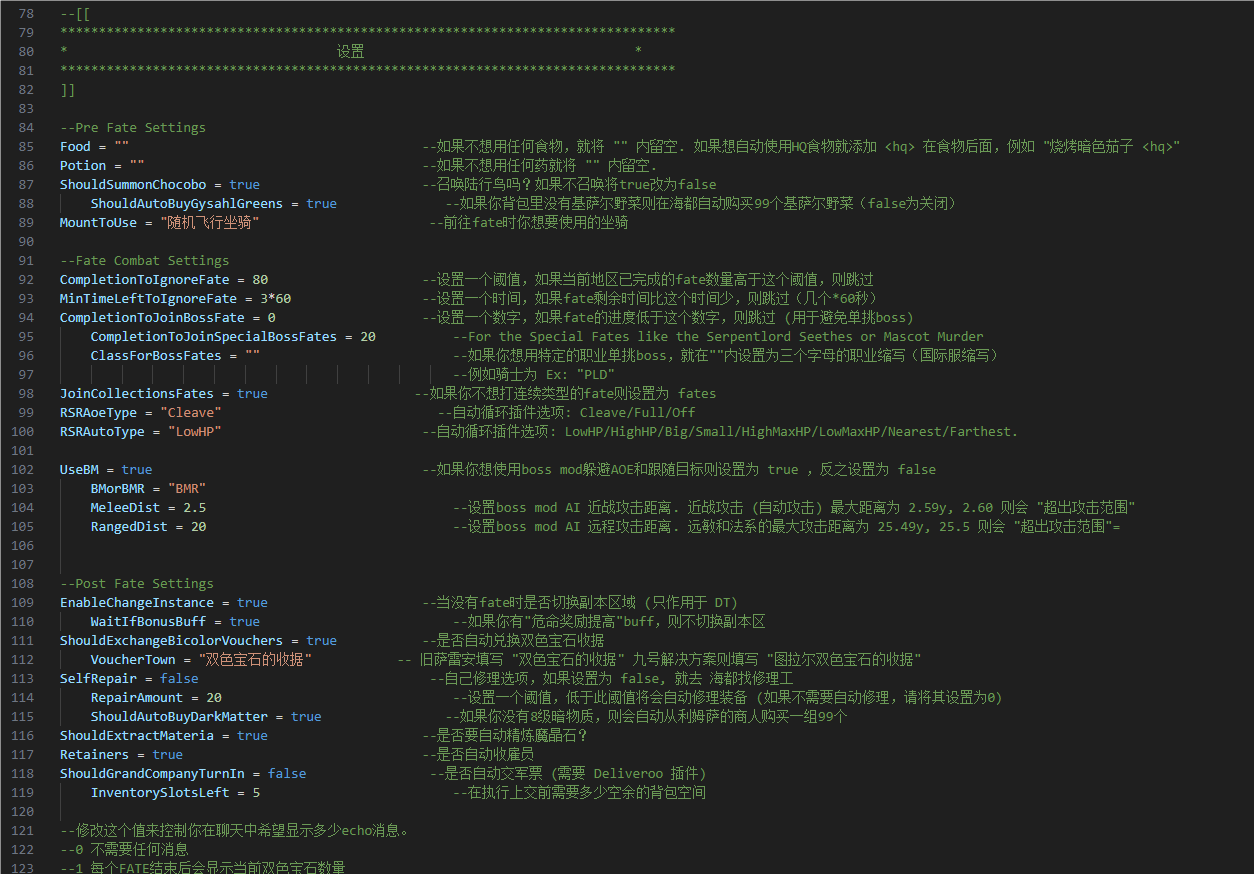 78 --[[
79 ********************************************************************************
80 * 设置 *
81 ********************************************************************************
82 ]]
83
84 --Pre Fate Settings
85 Food = "" --如果不想用任何食物，就将 "" 内留空. 如果想自动使用HQ食物就添加 <hq> 在食物后面，例如 "烧烤暗色茄子 <hq>"
86 Potion = "" --如果不想用任何药就将 "" 内留空.
87 ShouldSummonChocobo = true --召唤陆行鸟吗？如果不召唤将true改为false
88 ShouldAutoBuyGysahlGreens = true --如果你背包里没有基萨尔野菜则在海都自动购买99个基萨尔野菜（false为关闭）
89 MountToUse = "随机飞行坐骑" --前往fate时你想要使用的坐骑
90
91 --Fate Combat Settings
92 CompletionToIgnoreFate = 80 --设置一个阈值，如果当前地区已完成的fate数量高于这个阈值，则跳过
93 MinTimeLeftToIgnoreFate = 3*60 --设置一个时间，如果fate剩余时间比这个时间少，则跳过（几个*60秒）
94 CompletionToJoinBossFate = 0 --设置一个数字，如果fate的进度低于这个数字，则跳过 (用于避免单挑boss)
95 CompletionToJoinSpecialBossFates = 20 --For the Special Fates like the Serpentlord Seethes or Mascot Murder
96 ClassForBossFates = "" --如果你想用特定的职业单挑boss，就在""内设置为三个字母的职业缩写（国际服缩写）
97 --例如骑士为 Ex: "PLD"
98 JoinCollectionsFates = true --如果你不想打连续类型的fate则设置为 fates
99 RSRAoeType = "Cleave" --自动循环插件选项: Cleave/Full/Off
100 RSRAutoType = "LowHP" --自动循环插件选项: LowHP/HighHP/Big/Small/HighMaxHP/LowMaxHP/Nearest/Farthest.
101
102 UseBM = true --如果你想使用boss mod躲避AOE和跟随目标则设置为 true ，反之设置为 false
103 BMorBMR = "BMR"
104 MeleeDist = 2.5 --设置boss mod AI 近战攻击距离. 近战攻击 (自动攻击) 最大距离为 2.59y, 2.60 则会 "超出攻击范围"
105 RangedDist = 20 --设置boss mod AI 远程攻击距离. 远敏和法系的最大攻击距离为 25.49y, 25.5 则会 "超出攻击范围"=
106
107
108 --Post Fate Settings
109 EnableChangeInstance = true --当没有fate时是否切换副本区域 (只作用于 DT)
110 WaitIfBonusBuff = true --如果你有"危命奖励提高"buff，则不切换副本区
111 ShouldExchangeBicolorVouchers = true --是否自动兑换双色宝石收据
112 VoucherTown = "双色宝石的收据" -- 旧萨雷安填写 "双色宝石的收据" 九号解决方案则填写 "图拉尔双色宝石的收据"
113 SelfRepair = false --自己修理选项，如果设置为 false, 就去 海都找修理工
114 RepairAmount = 20 --设置一个阈值，低于此阈值将会自动修理装备 (如果不需要自动修理，请将其设置为0)
115 ShouldAutoBuyDarkMatter = true --如果你没有8级暗物质，则会自动从利姆萨的商人购买一组99个
116 ShouldExtractMateria = true --是否要自动精炼魔晶石？
117 Retainers = true --是否自动收雇员
118 ShouldGrandCompanyTurnIn = false --是否自动交军票 (需要 Deliveroo 插件)
119 InventorySlotsLeft = 5 --在执行上交前需要多少空余的背包空间
120
121 --修改这个值来控制你在聊天中希望显示多少echo消息。
122 --0 不需要任何消息
123 --1 每个FATE结束后会显示当前双色宝石数量